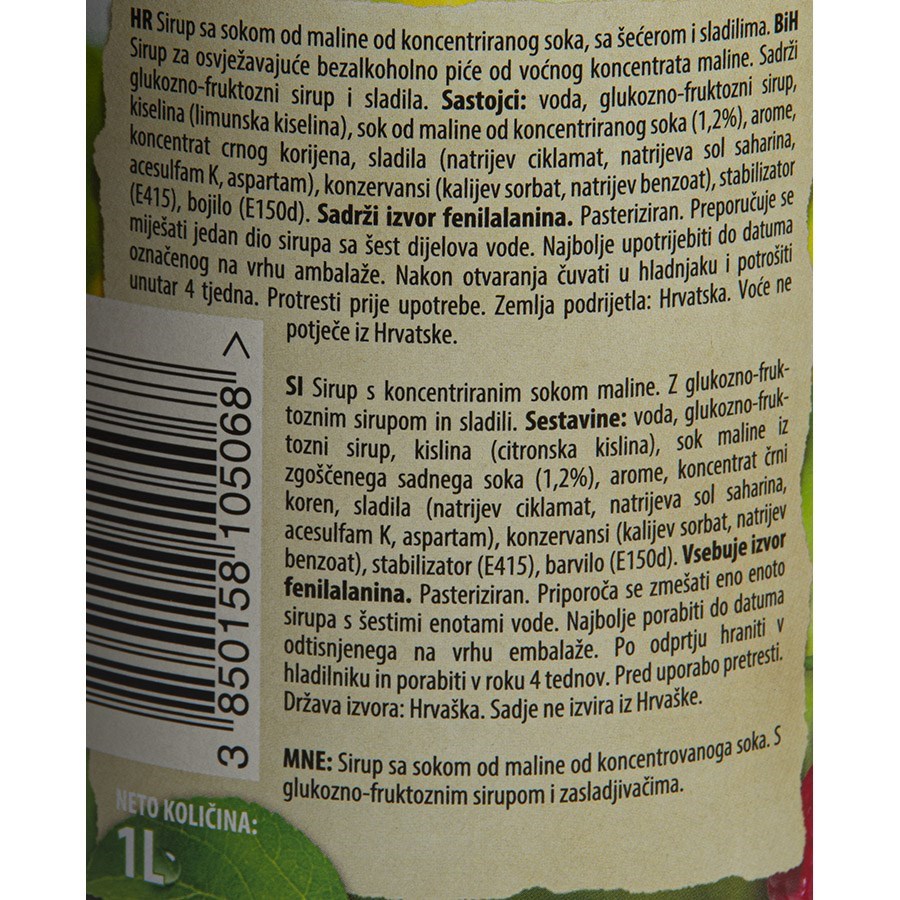 HR Sirup sa sokom od maline od koncentriranog soka, sa šećerom i sladilima. BiH
Sirup za osvježavajuće bezalkoholno piće od voćnog koncentrata maline. Sadrži
glukozno-fruktozni sirup i sladila. Sastojci: voda, glukozno-fruktozni sirup,
kiselina (limunska kiselina), sok od maline od koncentriranog soka (1,2%), arome,
koncentrat crnog korijena, sladila (natrijev ciklamat, natrijeva sol saharina,
acesulfam K, aspartam), konzervansi (kalijev sorbat, natrijev benzoat), stabilizator
(E415), bojilo (E150d). Sadrži izvor fenilalanina. Pasteriziran. Preporučuje se
miješati jedan dio sirupa sa šest dijelova vode. Najbolje upotrijebiti do datuma
označenog na vrhu ambalaže. Nakon otvaranja čuvati u hladnjaku i potrošiti
unutar 4 tjedna. Protresti prije upotrebe. Zemlja podrijetla: Hrvatska. Voće ne
potječe iz Hrvatske.
SI Sirup s koncentriranim sokom maline. Z glukozno-fruk-
toznim sirupom in sladili. Sestavine: voda, glukozno-fruk-
tozni sirup, kislina (citronska kislina), sok maline iz
zgoščenega sadnega soka (1,2%), arome, koncentrat črni
koren, sladila (natrijev ciklamat, natrijeva sol saharina,
acesulfam K, aspartam), konzervansi (kalijev sorbat, natrijev
benzoat), stabilizator (E415), barvilo (E150d). Vsebuje izvor
fenilalanina. Pasteriziran. Priporoča se zmešati eno enoto
sirupa s šestimi enotami vode. Najbolje porabiti do datuma
odtisnjenega na vrhu embalaže. Po odprtju hraniti v
hladilniku in porabiti v roku 4 tednov. Pred uporabo pretresti.
Država izvora: Hrvaška. Sadje ne izvira iz Hrvaške.
MNE: Sirup sa sokom od maline od koncentrovanoga soka. S
glukozno-fruktoznim sirupom i zasladjivačima.
3 850158 105068 >
NETO KOLIČINA:
1L